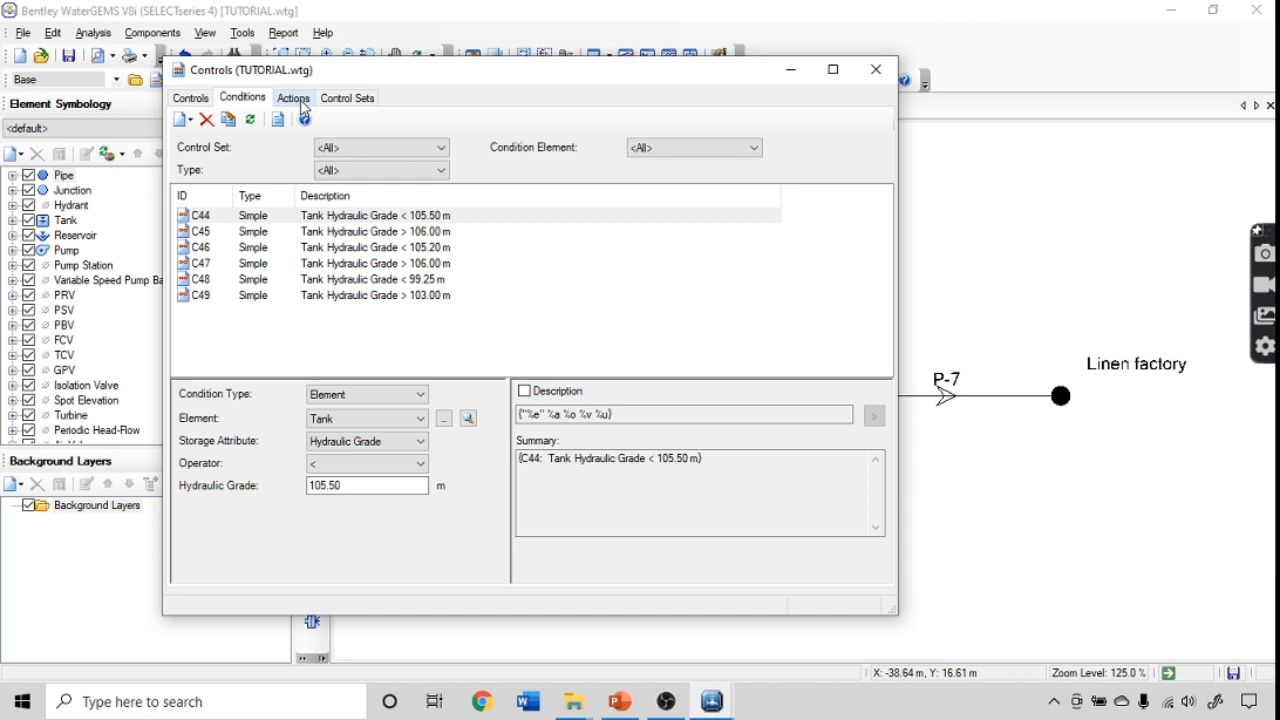 Bentley WaterGEMS V8i (SELECTseries 4) [TUTORIAL.wtg]
File Edit Analysis Components View Tools Report Help
Base
Element Symbology
<default>
Pipe
Junction
Hydrant
Tank
Reservoir
Pump
Pump Station
Variable Speed Pump Ba
PRV
PSV
PBV
FCV
TCV
GPV
Isolation Valve
Spot Elevation
Turbine
Periodic Head-Flow
Background Layers
Background Layers
Controls (TUTORIAL.wtg)
Controls Conditions Actions Control Sets
Control Set: <All> Condition Element: <All>
Type: <All>
ID Type Description
C44 Simple Tank Hydraulic Grade < 105.50 m
C45 Simple Tank Hydraulic Grade > 106.00 m
C46 Simple Tank Hydraulic Grade < 105.20 m
C47 Simple Tank Hydraulic Grade > 106.00 m
C48 Simple Tank Hydraulic Grade < 99.25 m
C49 Simple Tank Hydraulic Grade > 103.00 m
Condition Type: Element
Element: Tank ...
Storage Attribute: Hydraulic Grade
Operator: <
Hydraulic Grade: 105.50 m
Description
{"%e" %a %o %v %u} >
Summary:
{C44: Tank Hydraulic Grade < 105.50 m}
P-7
Linen factory
X: -38.64 m, Y: 16.61 m Zoom Level: 125.0 %
Type here to search